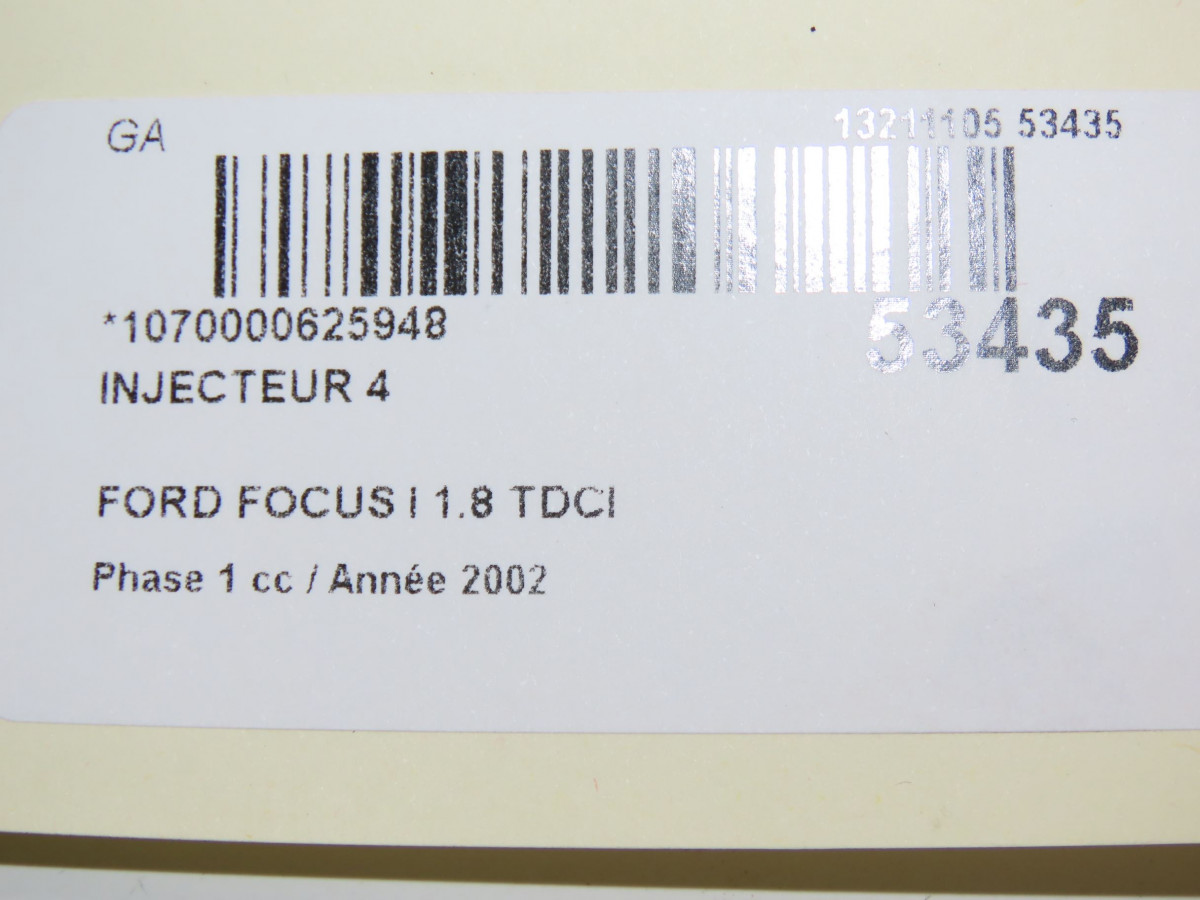 GA
13211105 53435
*1070000625948
53435
INJECTEUR 4
FORD FOCUS I 1.8 TDCI
Phase 1 cc / Année 2002